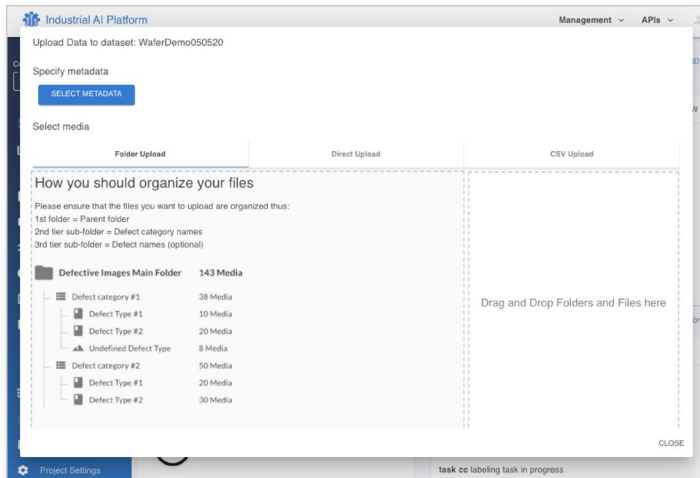 Industrial AI Platform
Management
APIs
Upload Data to dataset: WaferDemo050520
Specify metadata
SELECT METADATA
Select media
Folder Upload
Direct Upload
CSV Upload
How you should organize your files
Please ensure that the files you want to upload are organized thus:
1st folder = Parent folder
2nd tier sub-folder = Defect category names
3rd tier sub-folder = Defect names (optional)
Defective Images Main Folder 143 Media
Defect category #1 38 Media
Defect Type #1 10 Media
Defect Type #2 20 Media
Undefined Defect Type 8 Media
Defect category #2 50 Media
Defect Type #1 20 Media
Defect Type #2 30 Media
Drag and Drop Folders and Files here
CLOSE
Project Settings
task cc labeling task in progress